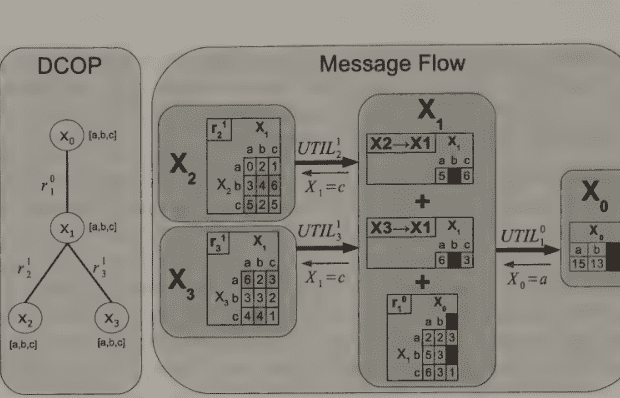 DCOP
X0 [a,b,c]
r1^0
X1 [a,b,c]
r2^1 r3^1
X2 X3
[a,b,c] [a,b,c]
Message Flow
X2
r2^1 X1
a b c
a 0 2 1
X2 b 3 4 6
c 5 2 5
UTIL2^1
X1 = c
X3
r3^1 X1
a b c
a 6 2 3
X3 b 3 3 2
c 4 4 1
UTIL3^1
X1 = c
X1
X2→X1 X1
a b c
5 6
+
X3→X1 X1
a b c
6 3
+
r1^0 X0
a b
a 2 2 3
X1 b 5 3
c 6 3 1
UTIL1^0
X0 = a
X0
X0
a b
15 13